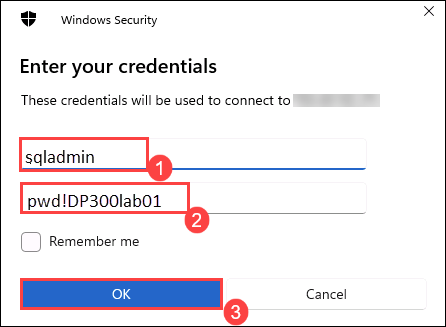 Windows Security
Enter your credentials
These credentials will be used to connect to
sqladmin
1
pwd!DP300lab01
2
Remember me
OK
Cancel
3